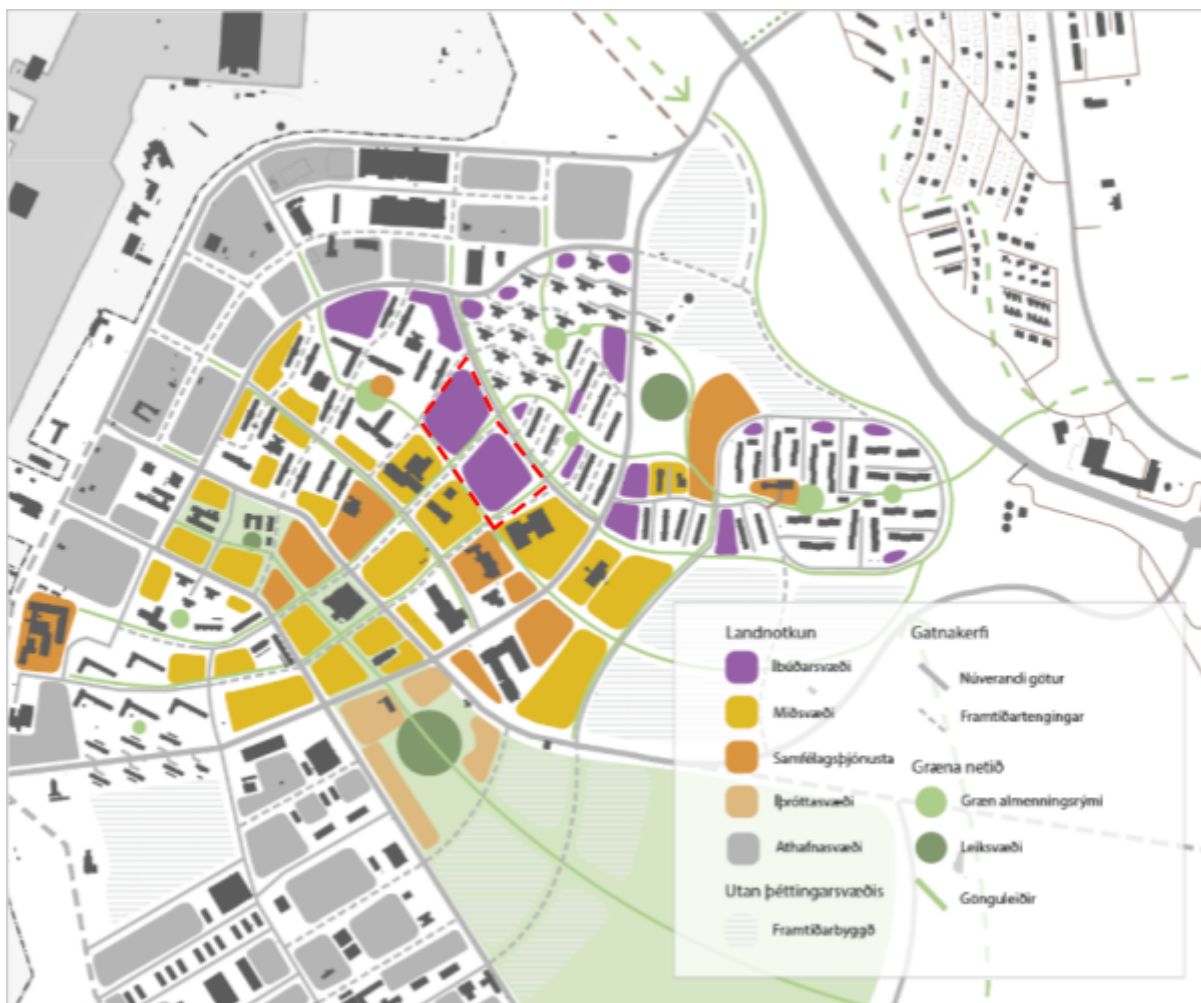 Landnotkun
Íbúðarsvæði
Miðsvæði
Samfélagsþjónusta
Íþróttasvæði
Athafnasvæði
Utan þéttingarsvæðis
Framtíðarbyggð
Gatnakerfi
Núverandi götur
Framtíðartengingar
Græna netið
Græn almenningsrými
Leiksvæði
Gönguleiðir